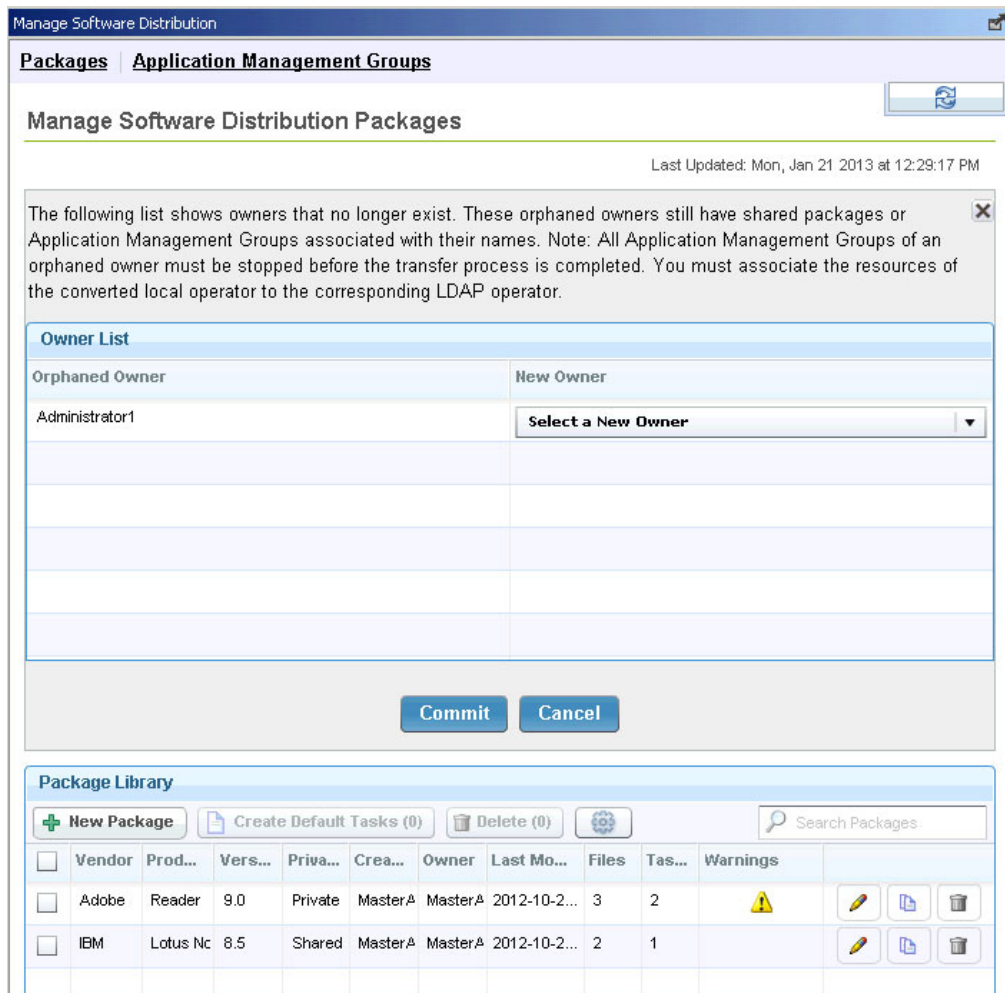 Manage Software Distribution
Packages | Application Management Groups
Manage Software Distribution Packages
Last Updated: Mon, Jan 21 2013 at 12:29:17 PM
The following list shows owners that no longer exist. These orphaned owners still have shared packages or
Application Management Groups associated with their names. Note: All Application Management Groups of an
orphaned owner must be stopped before the transfer process is completed. You must associate the resources of
the converted local operator to the corresponding LDAP operator.
Owner List
Orphaned Owner New Owner
Administrator1 Select a New Owner
Commit Cancel
Package Library
New Package Create Default Tasks (0) Delete (0) Search Packages
Vendor Prod... Vers... Priva... Crea... Owner Last Mo... Files Tas... Warnings
Adobe Reader 9.0 Private MasterA MasterA 2012-10-2... 3 2
IBM Lotus Nc 8.5 Shared MasterA MasterA 2012-10-2... 2 1